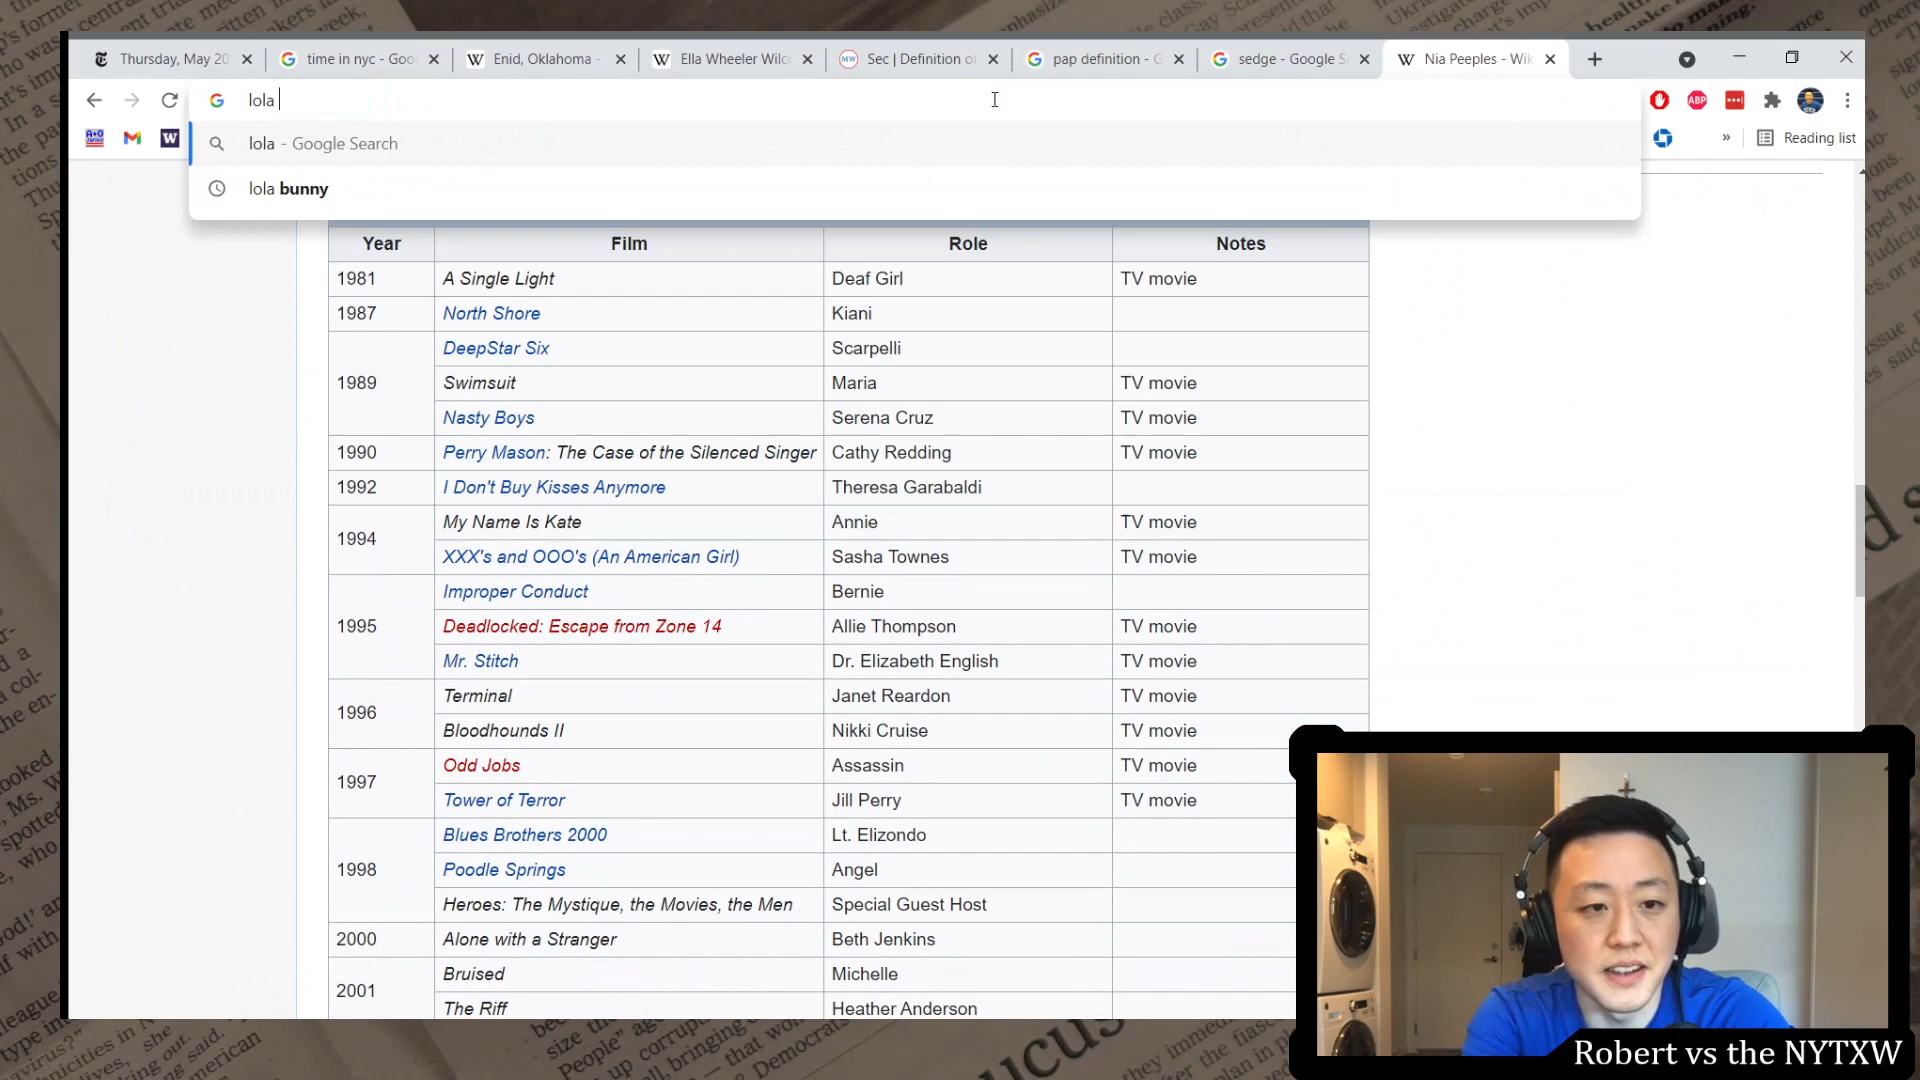 Thursday, May 20
time in nyc - Goo
Enid, Oklahoma -
Ella Wheeler Wilc
Sec | Definition of
pap definition - G
sedge - Google S
Nia Peeples - Wik
lola
ABP
lola - Google Search
lola bunny
Reading list
Year Film Role Notes
1981 A Single Light Deaf Girl TV movie
1987 North Shore Kiani
1989 DeepStar Six Scarpelli
Swimsuit Maria TV movie
Nasty Boys Serena Cruz TV movie
1990 Perry Mason: The Case of the Silenced Singer Cathy Redding TV movie
1992 I Don't Buy Kisses Anymore Theresa Garabaldi
1994 My Name Is Kate Annie TV movie
XXX's and OOO's (An American Girl) Sasha Townes TV movie
1995 Improper Conduct Bernie
Deadlocked: Escape from Zone 14 Allie Thompson TV movie
Mr. Stitch Dr. Elizabeth English TV movie
1996 Terminal Janet Reardon TV movie
Bloodhounds II Nikki Cruise TV movie
1997 Odd Jobs Assassin TV movie
Tower of Terror Jill Perry TV movie
1998 Blues Brothers 2000 Lt. Elizondo
Poodle Springs Angel
Heroes: The Mystique, the Movies, the Men Special Guest Host
2000 Alone with a Stranger Beth Jenkins
2001 Bruised Michelle
The Riff Heather Anderson
Robert vs the NYTXW